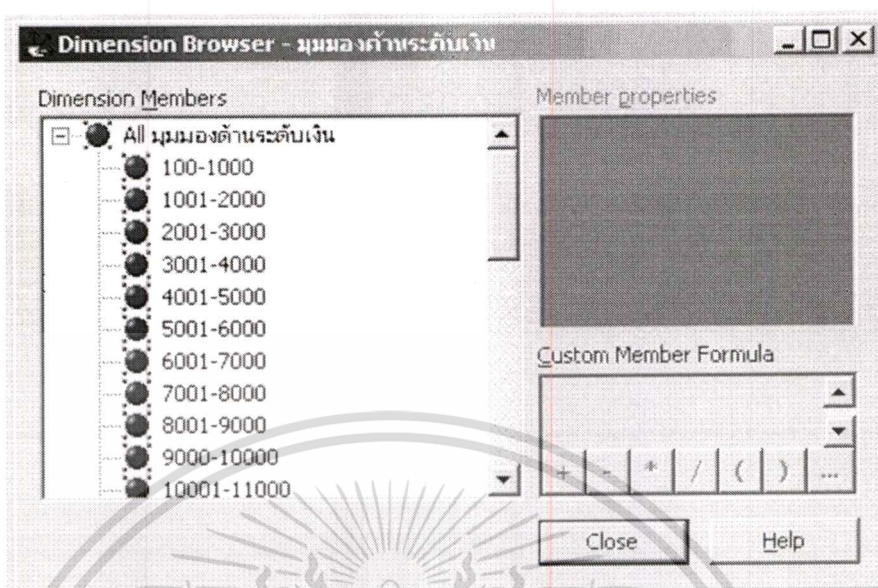 Dimension Browser - มุมมองด้านระดับเงิน
Dimension Members
All มุมมองด้านระดับเงิน
100-1000
1001-2000
2001-3000
3001-4000
4001-5000
5001-6000
6001-7000
7001-8000
8001-9000
9000-10000
10001-11000
Member properties
Custom Member Formula
+ - * / ( ) ...
Close Help